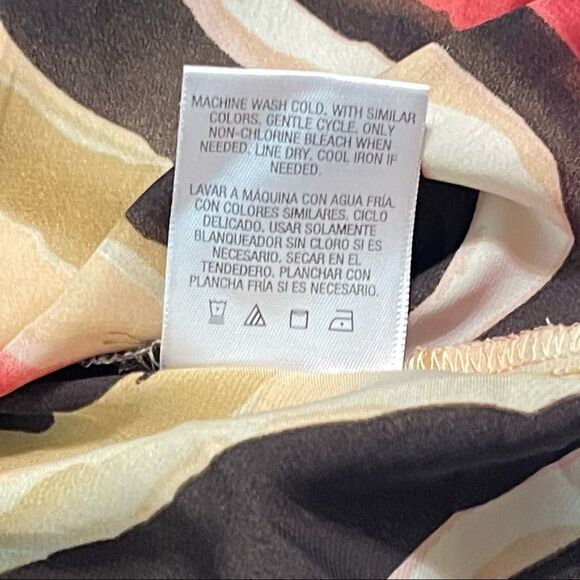 MACHINE WASH COLD, WITH SIMILAR
COLORS, GENTLE CYCLE, ONLY
NON-CHLORINE BLEACH WHEN
NEEDED. LINE DRY, COOL IRON IF
NEEDED.
LAVAR A MÁQUINA CON AGUA FRÍA,
CON COLORES SIMILARES, CICLO
DELICADO. USAR SOLAMENTE
BLANQUEADOR SIN CLORO SI ES
NECESARIO. SECAR EN EL
TENDEDERO. PLANCHAR CON
PLANCHA FRÍA SI ES NECESARIO.